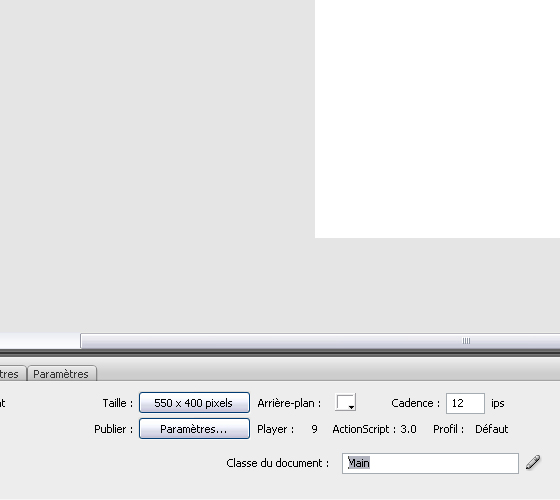 tres Paramètres
t Taille : 550 x 400 pixels Arrière-plan : Cadence : 12 ips
Publier : Paramètres... Player : 9 ActionScript : 3.0 Profil : Défaut
Classe du document : Main